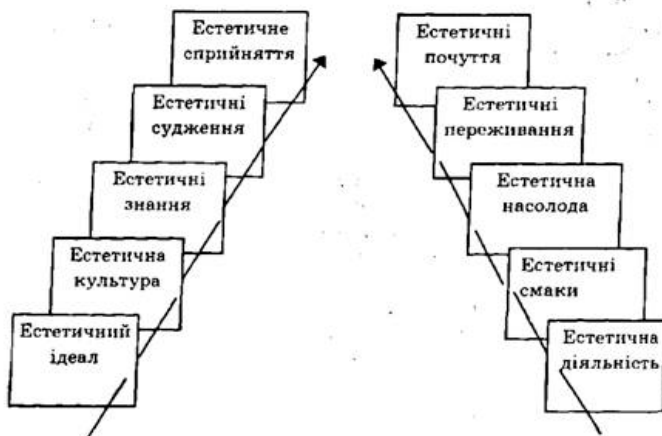 Естетичне
сприйняття
Естетичні
судження
Естетичні
знання
Естетична
культура
Естетичний
ідеал
Естетичні
почуття
Естетичні
переживання
Естетична
насолода
Естетичні
смаки
Естетична
діяльність